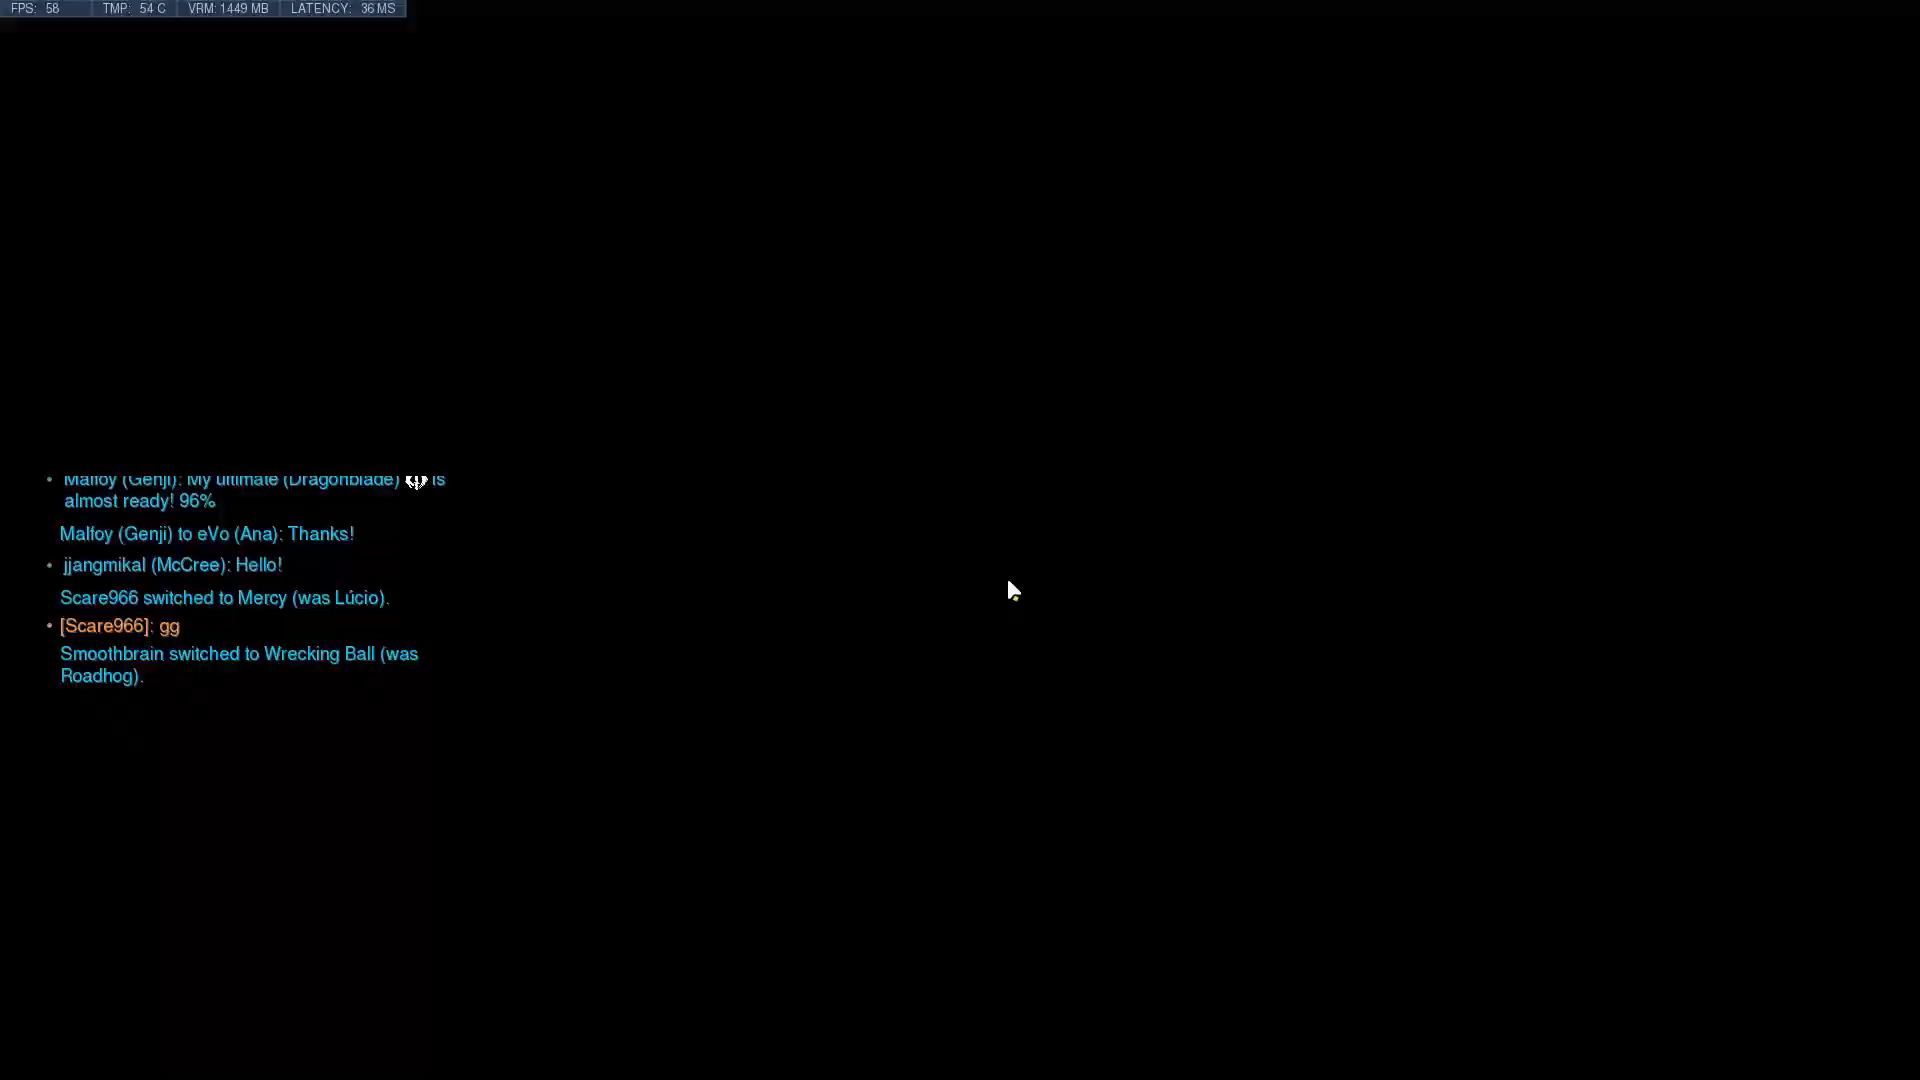 FPS: 58 TMP: 54 C VRM: 1449 MB LATENCY: 36 MS
Malfoy (Genji): My ultimate (Dragonblade) is
almost ready! 96%
Malfoy (Genji) to eVo (Ana): Thanks!
jjangmikal (McCree): Hello!
Scare966 switched to Mercy (was Lúcio).
[Scare966]: gg
Smoothbrain switched to Wrecking Ball (was
Roadhog).